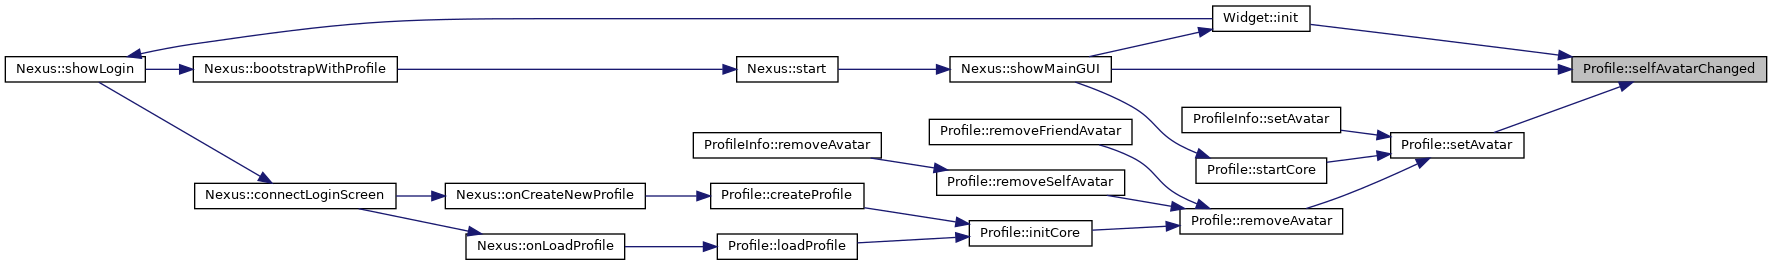 Widget::init
Nexus::showLogin
Nexus::bootstrapWithProfile
Nexus::start
Nexus::showMainGUI
Profile::selfAvatarChanged
ProfileInfo::setAvatar
Profile::removeFriendAvatar
ProfileInfo::removeAvatar
Profile::setAvatar
Profile::startCore
Profile::removeSelfAvatar
Nexus::connectLoginScreen
Nexus::onCreateNewProfile
Profile::createProfile
Profile::removeAvatar
Profile::initCore
Nexus::onLoadProfile
Profile::loadProfile